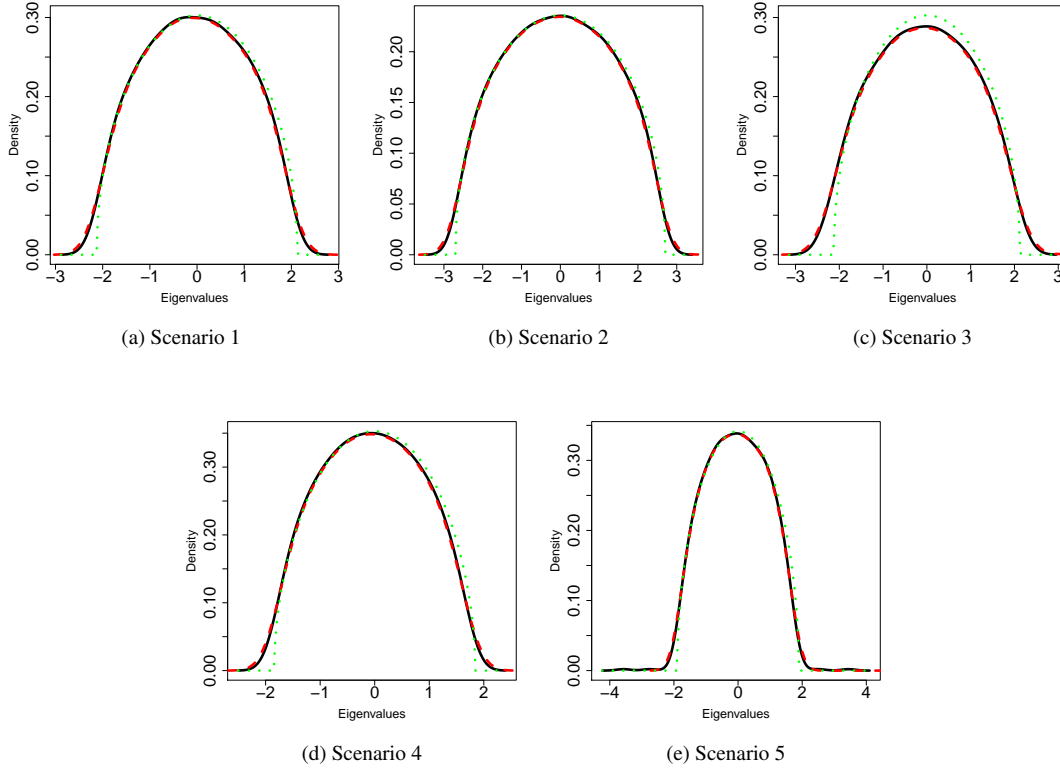 0.30
0.20
0.10
0.00
Density
−3 −2 −1 0 1 2 3
Eigenvalues
(a) Scenario 1
0.20
0.15
0.10
0.05
0.00
Density
−3 −2 −1 0 1 2 3
Eigenvalues
(b) Scenario 2
0.30
0.20
0.10
0.00
Density
−3 −2 −1 0 1 2 3
Eigenvalues
(c) Scenario 3
0.30
0.20
0.10
0.00
Density
−2 −1 0 1 2
Eigenvalues
(d) Scenario 4
0.30
0.20
0.10
0.00
Density
−4 −2 0 2 4
Eigenvalues
(e) Scenario 5